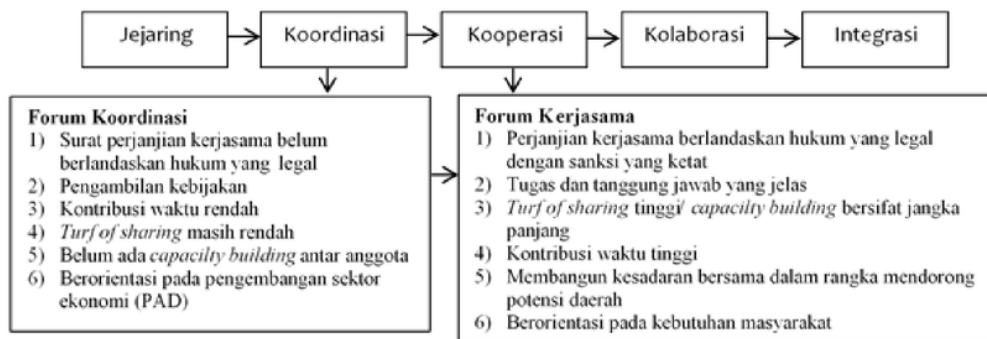 Jejaring
Koordinasi
Kooperasi
Kolaborasi
Integrasi
Forum Koordinasi
1) Surat perjanjian kerjasama belum
berlandaskan hukum yang legal
2) Pengambilan kebijakan
3) Kontribusi waktu rendah
4) Turf of sharing masih rendah
5) Belum ada capacilty building antar anggota
6) Berorientasi pada pengembangan sektor
ekonomi (PAD)
Forum Kerjasama
1) Perjanjian kerjasama berlandaskan hukum yang legal
dengan sanksi yang ketat
2) Tugas dan tanggung jawab yang jelas
3) Turf of sharing tinggi/ capacilty building bersifat jangka
panjang
4) Kontribusi waktu tinggi
5) Membangun kesadaran bersama dalam rangka mendorong
potensi daerah
6) Berorientasi pada kebutuhan masyarakat